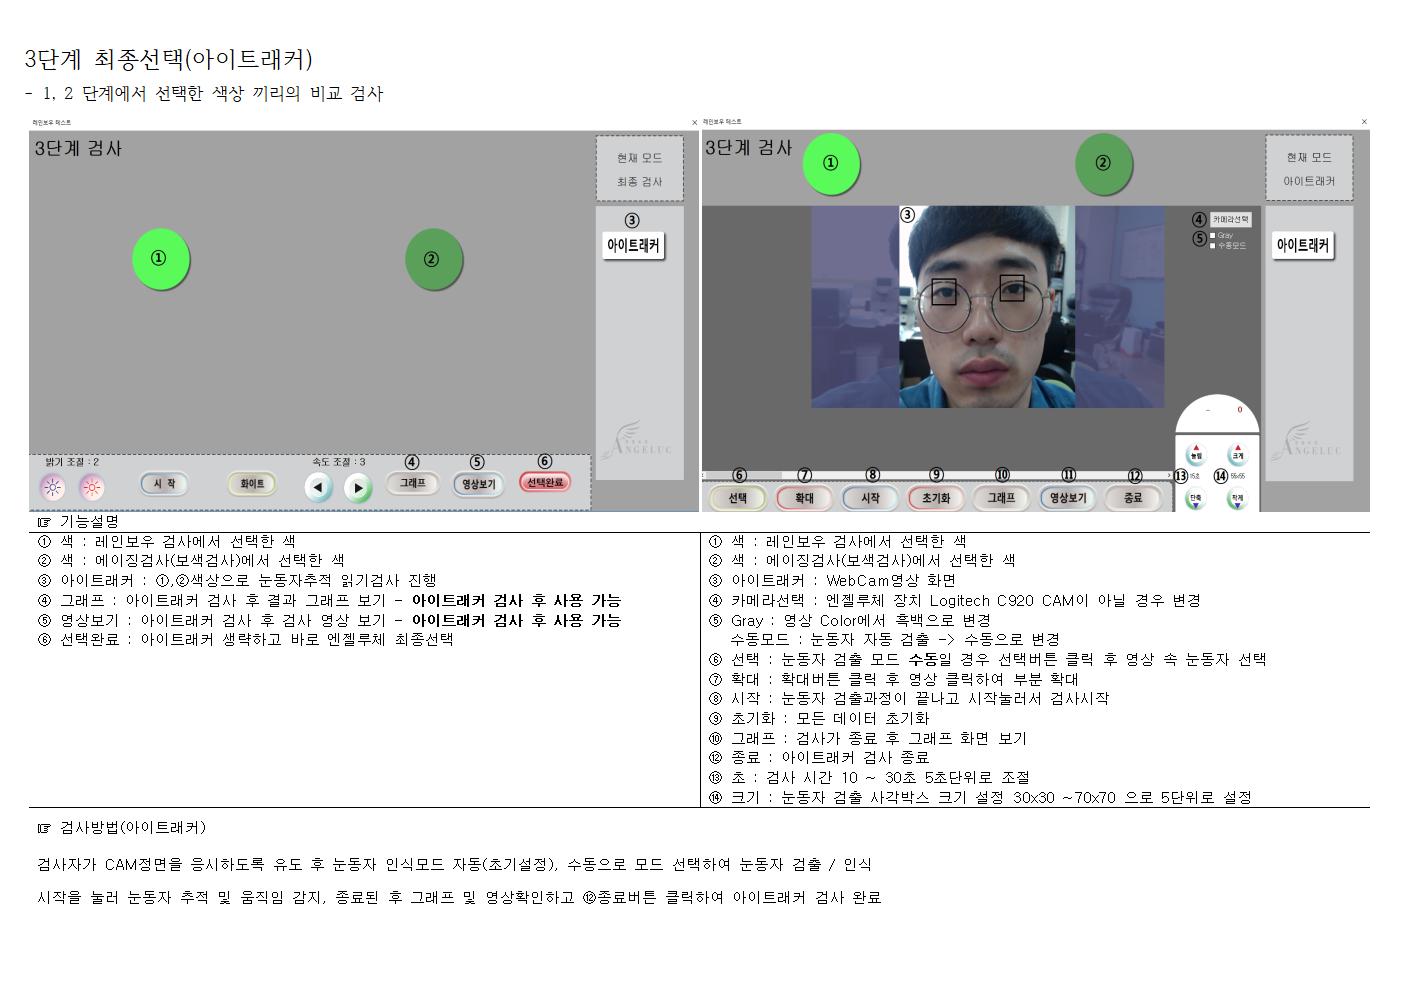 3단계 최종선택(아이트래커)
- 1, 2 단계에서 선택한 색상 끼리의 비교 검사
레인보우 테스트 ×
3단계 검사
현재 모드
최종 검사
③
아이트래커
① ②
ANGELUC
밝기 조절 : 2
속도 조절 : 3
④ ⑤ ⑥
시 작 화이트 ◀ ▶ 그래프 영상보기 선택완료
레인보우 테스트 ×
3단계 검사
① ②
현재 모드
아이트래커
③
④ 카메라선택
⑤ Gray
수동모드
아이트래커
ANGELUC
- 0
늘림 크게
⑬ 15초 ⑭ 55x55
단축 작게
⑥ ⑦ ⑧ ⑨ ⑩ ⑪ ⑫
선택 확대 시작 초기화 그래프 영상보기 종료
☞ 기능설명
① 색 : 레인보우 검사에서 선택한 색
② 색 : 에이징검사(보색검사)에서 선택한 색
③ 아이트래커 : ①,②색상으로 눈동자추적 읽기검사 진행
④ 그래프 : 아이트래커 검사 후 결과 그래프 보기 - 아이트래커 검사 후 사용 가능
⑤ 영상보기 : 아이트래커 검사 후 검사 영상 보기 - 아이트래커 검사 후 사용 가능
⑥ 선택완료 : 아이트래커 생략하고 바로 엔젤루체 최종선택
① 색 : 레인보우 검사에서 선택한 색
② 색 : 에이징검사(보색검사)에서 선택한 색
③ 아이트래커 : WebCam영상 화면
④ 카메라선택 : 엔젤루체 장치 Logitech C920 CAM이 아닐 경우 변경
⑤ Gray : 영상 Color에서 흑백으로 변경
수동모드 : 눈동자 자동 검출 -> 수동으로 변경
⑥ 선택 : 눈동자 검출 모드 수동일 경우 선택버튼 클릭 후 영상 속 눈동자 선택
⑦ 확대 : 확대버튼 클릭 후 영상 클릭하여 부분 확대
⑧ 시작 : 눈동자 검출과정이 끝나고 시작눌러서 검사시작
⑨ 초기화 : 모든 데이터 초기화
⑩ 그래프 : 검사가 종료 후 그래프 화면 보기
⑫ 종료 : 아이트래커 검사 종료
⑬ 초 : 검사 시간 10 ~ 30초 5초단위로 조절
⑭ 크기 : 눈동자 검출 사각박스 크기 설정 30x30 ~70x70 으로 5단위로 설정
☞ 검사방법(아이트래커)
검사자가 CAM정면을 응시하도록 유도 후 눈동자 인식모드 자동(초기설정), 수동으로 모드 선택하여 눈동자 검출 / 인식
시작을 눌러 눈동자 추적 및 움직임 감지, 종료된 후 그래프 및 영상확인하고 ⑫종료버튼 클릭하여 아이트래커 검사 완료